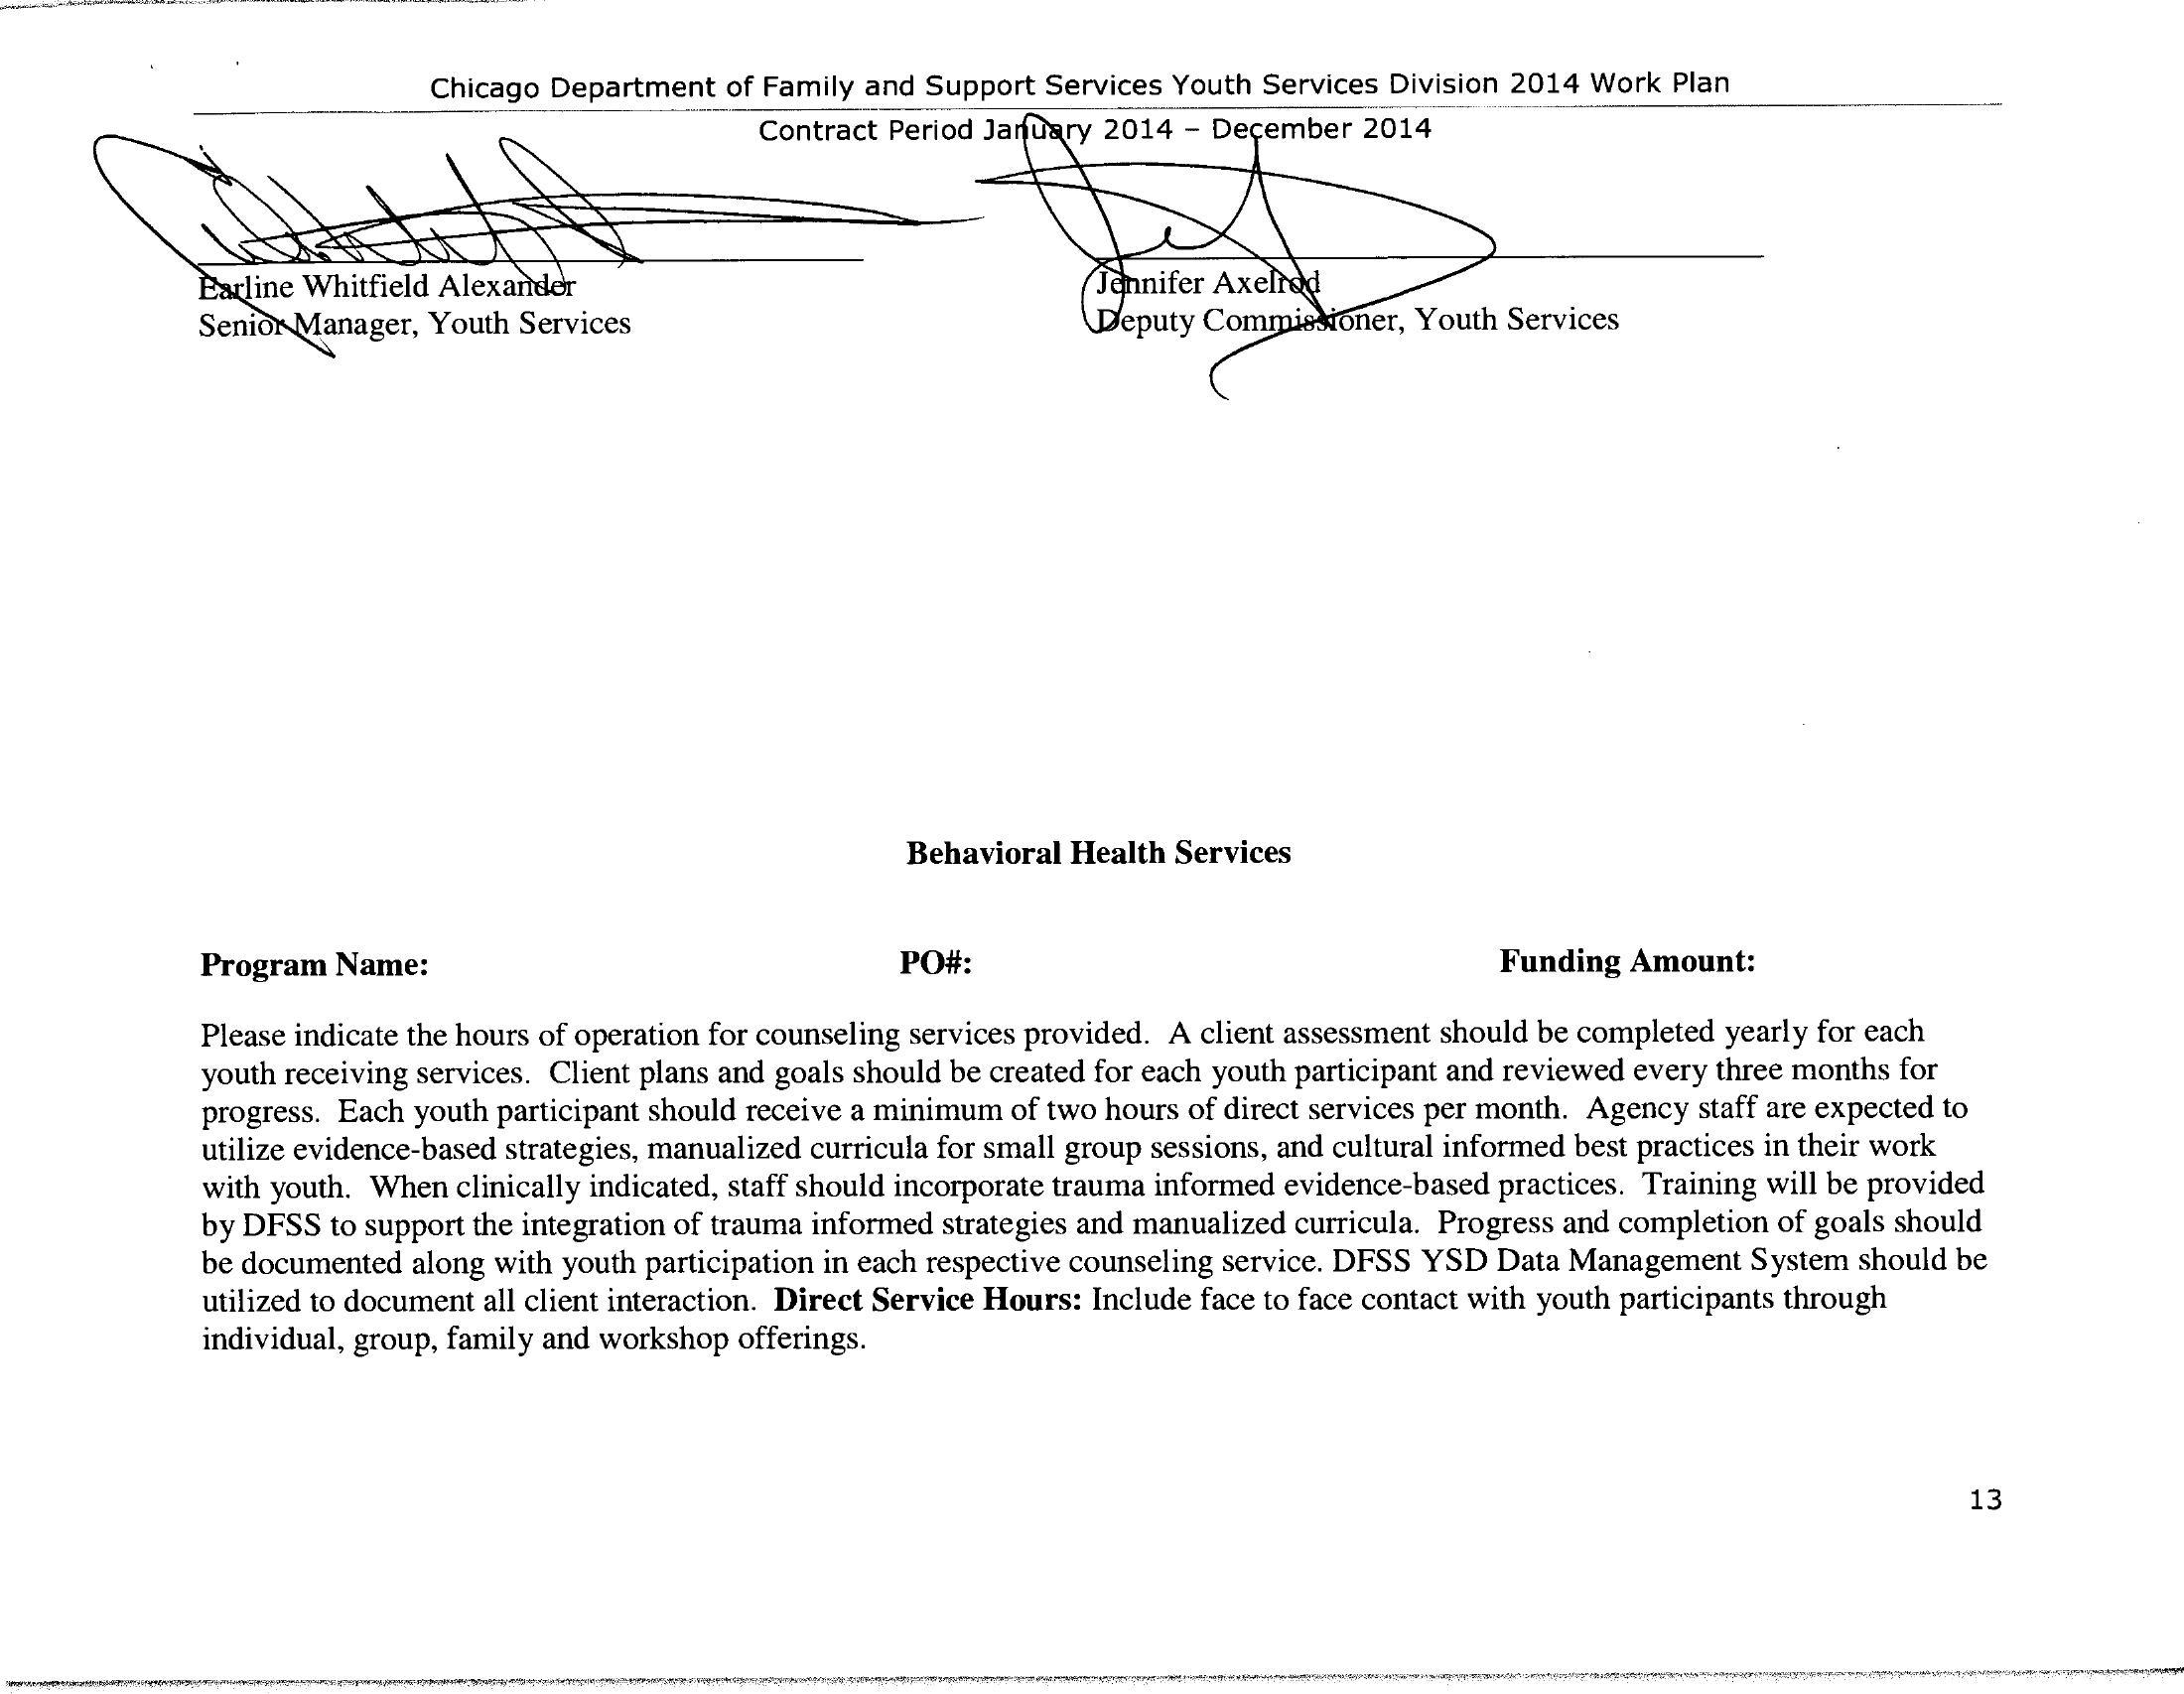 Chicago Department of Family and Support Services Youth Services Division 2014 Work Plan
Contract Period January 2014 – December 2014
Earline Whitfield Alexander
Senior Manager, Youth Services
Jennifer Axelrod
Deputy Commissioner, Youth Services
Behavioral Health Services
Program Name: PO#: Funding Amount:
Please indicate the hours of operation for counseling services provided.  A client assessment should be completed yearly for each
youth receiving services.  Client plans and goals should be created for each youth participant and reviewed every three months for
progress.  Each youth participant should receive a minimum of two hours of direct services per month.  Agency staff are expected to
utilize evidence-based strategies, manualized curricula for small group sessions, and cultural informed best practices in their work
with youth.  When clinically indicated, staff should incorporate trauma informed evidence-based practices.  Training will be provided
by DFSS to support the integration of trauma informed strategies and manualized curricula.  Progress and completion of goals should
be documented along with youth participation in each respective counseling service. DFSS YSD Data Management System should be
utilized to document all client interaction.  Direct Service Hours: Include face to face contact with youth participants through
individual, group, family and workshop offerings.
13